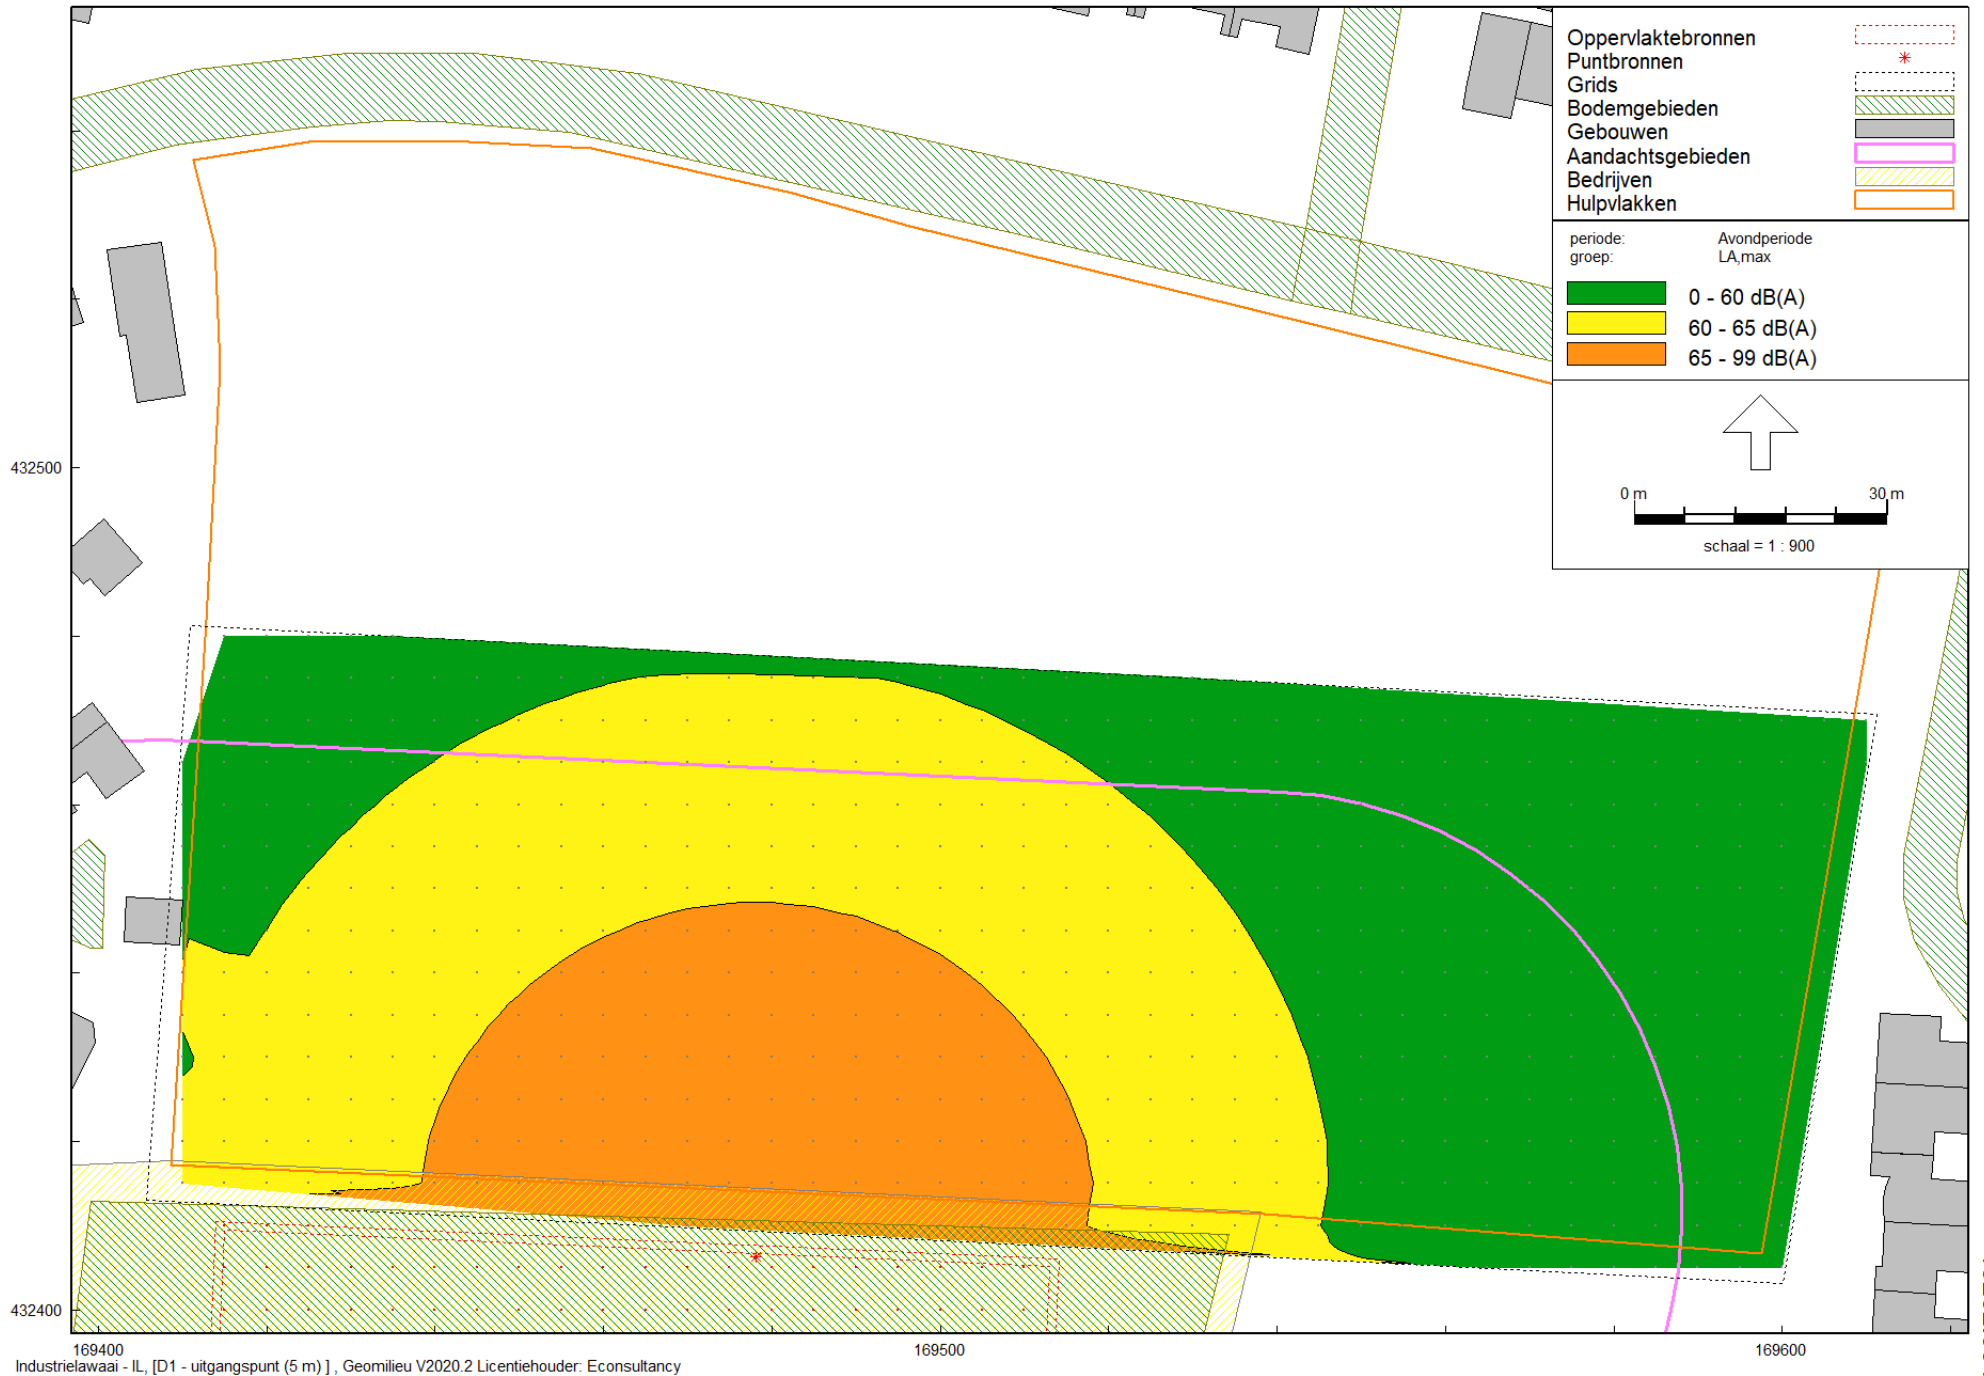 Oppervlaktebronnen
Puntbronnen
Grids
Bodemgebieden
Gebouwen
Aandachtsgebieden
Bedrijven
Hulpvlakken
periode: Avondperiode
groep: LA,max
0 - 60 dB(A)
60 - 65 dB(A)
65 - 99 dB(A)
0 m 30 m
schaal = 1 : 900
432500
432400
169400 169500 169600
Industrielawaai - IL, [D1 - uitgangspunt (5 m) ] , Geomilieu V2020.2 Licentiehouder: Econsultancy